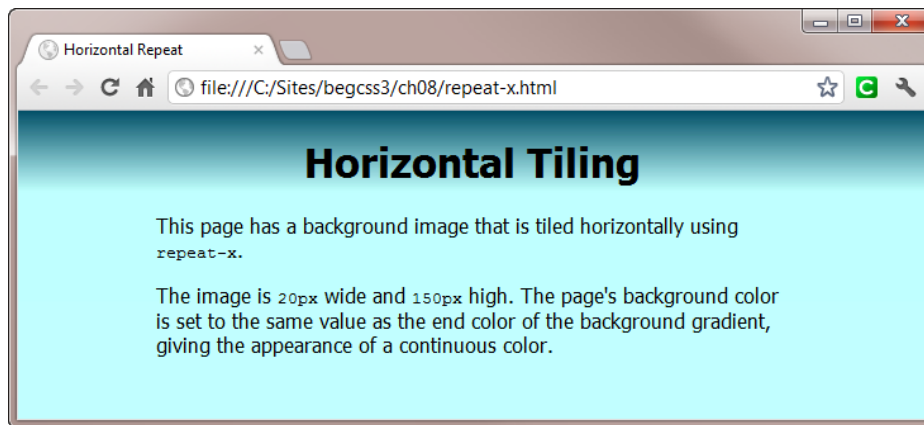 Horizontal Repeat
file:///C:/Sites/begcss3/ch08/repeat-x.html
C
Horizontal Tiling
This page has a background image that is tiled horizontally using
repeat-x.
The image is 20px wide and 150px high. The page's background color
is set to the same value as the end color of the background gradient,
giving the appearance of a continuous color.